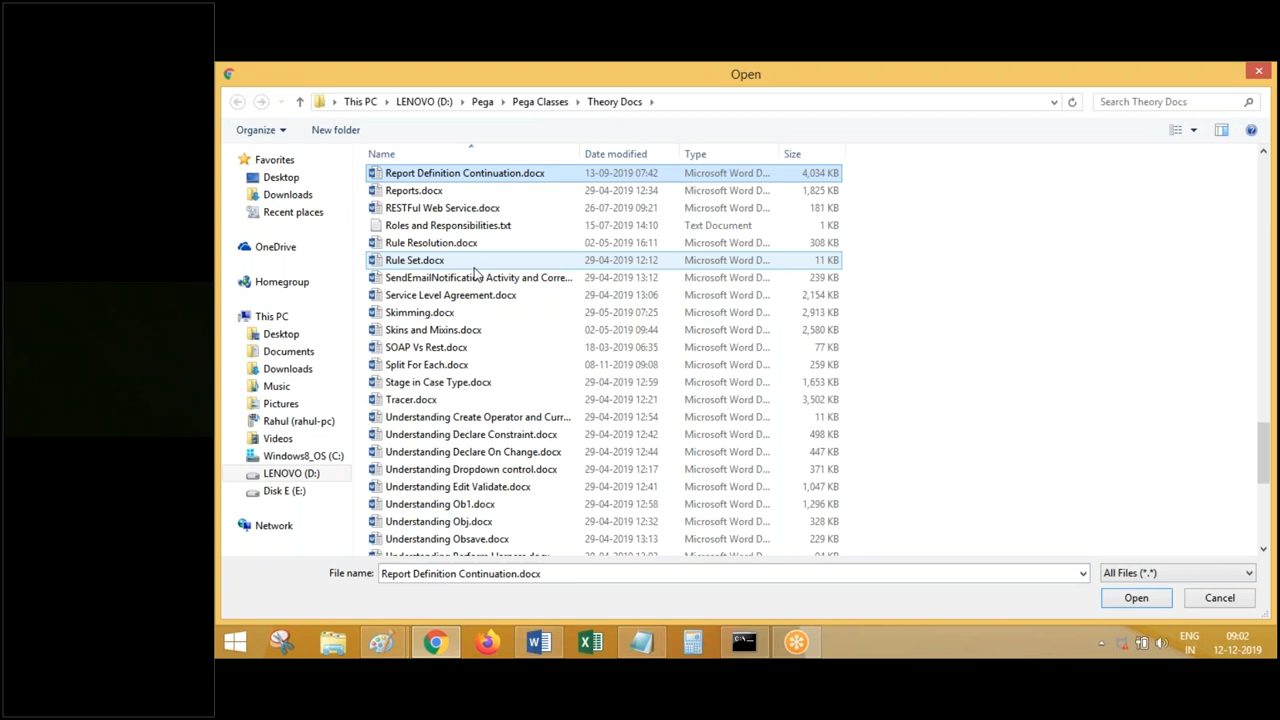 Open
This PC LENOVO (D:) Pega Pega Classes Theory Docs
Search Theory Docs
Organize New folder
Favorites
Desktop
Downloads
Recent places
OneDrive
Homegroup
This PC
Desktop
Documents
Downloads
Music
Pictures
Rahul (rahul-pc)
Videos
Windows8_OS (C:)
LENOVO (D:)
Disk E (E:)
Network
Name Date modified Type Size
Report Definition Continuation.docx 13-09-2019 07:42 Microsoft Word D... 4,034 KB
Reports.docx 29-04-2019 12:34 Microsoft Word D... 1,825 KB
RESTFul Web Service.docx 26-07-2019 09:21 Microsoft Word D... 181 KB
Roles and Responsibilities.txt 15-07-2019 14:10 Text Document 1 KB
Rule Resolution.docx 02-05-2019 16:11 Microsoft Word D... 308 KB
Rule Set.docx 29-04-2019 12:12 Microsoft Word D... 11 KB
SendEmailNotification Activity and Corre... 29-04-2019 13:12 Microsoft Word D... 239 KB
Service Level Agreement.docx 29-04-2019 13:06 Microsoft Word D... 2,154 KB
Skimming.docx 29-05-2019 07:25 Microsoft Word D... 2,913 KB
Skins and Mixins.docx 02-05-2019 09:44 Microsoft Word D... 2,580 KB
SOAP Vs Rest.docx 18-03-2019 06:35 Microsoft Word D... 77 KB
Split For Each.docx 08-11-2019 09:08 Microsoft Word D... 259 KB
Stage in Case Type.docx 29-04-2019 12:59 Microsoft Word D... 1,653 KB
Tracer.docx 29-04-2019 12:21 Microsoft Word D... 3,502 KB
Understanding Create Operator and Curr... 29-04-2019 12:54 Microsoft Word D... 11 KB
Understanding Declare Constraint.docx 29-04-2019 12:42 Microsoft Word D... 498 KB
Understanding Declare On Change.docx 29-04-2019 12:44 Microsoft Word D... 447 KB
Understanding Dropdown control.docx 29-04-2019 12:17 Microsoft Word D... 371 KB
Understanding Edit Validate.docx 29-04-2019 12:41 Microsoft Word D... 1,047 KB
Understanding Ob1.docx 29-04-2019 12:58 Microsoft Word D... 1,296 KB
Understanding Obj.docx 29-04-2019 12:32 Microsoft Word D... 328 KB
Understanding Obsave.docx 29-04-2019 13:13 Microsoft Word D... 229 KB
File name: Report Definition Continuation.docx All Files (*.*)
Open Cancel
ENG 09:02
IN 12-12-2019